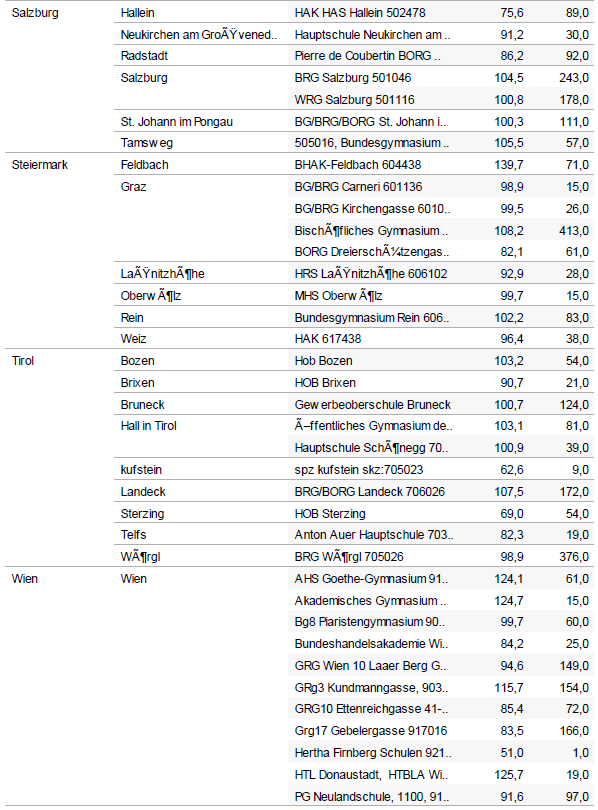 Salzburg Hallein HAK HAS Hallein 502478 75,6 89,0
Neukirchen am GroÃŸvened.. Hauptschule Neukirchen am .. 91,2 30,0
Radstadt Pierre de Coubertin BORG .. 86,2 92,0
Salzburg BRG Salzburg 501046 104,5 243,0
WRG Salzburg 501116 100,8 178,0
St. Johann im Pongau BG/BRG/BORG St. Johann i.. 100,3 111,0
Tamsweg 505016, Bundesgymnasium .. 105,5 57,0
Steiermark Feldbach BHAK-Feldbach 604438 139,7 71,0
Graz BG/BRG Carneri 601136 98,9 15,0
BG/BRG Kirchengasse 6010.. 99,5 26,0
BischÃ¶fliches Gymnasium .. 108,2 413,0
BORG DreierschÃ¼tzengas.. 82,1 61,0
LaÃŸnitzhÃ¶he HRS LaÃŸnitzhÃ¶he 606102 92,9 28,0
OberwÃ¶lz MHS OberwÃ¶lz 99,7 15,0
Rein Bundesgymnasium Rein 606.. 102,2 83,0
Weiz HAK 617438 96,4 38,0
Tirol Bozen Hob Bozen 103,2 54,0
Brixen HOB Brixen 90,7 21,0
Bruneck Gewerbeoberschule Bruneck 100,7 124,0
Hall in Tirol Ã–ffentliches Gymnasium de.. 103,1 81,0
Hauptschule SchÃ¶negg 70.. 100,9 39,0
kufstein spz kufstein skz:705023 62,6 9,0
Landeck BRG/BORG Landeck 706026 107,5 172,0
Sterzing HOB Sterzing 69,0 54,0
Telfs Anton Auer Hauptschule 703.. 82,3 19,0
WÃ¶rgl BRG WÃ¶rgl 705026 98,9 376,0
Wien Wien AHS Goethe-Gymnasium 91.. 124,1 61,0
Akademisches Gymnasium .. 124,7 15,0
Bg8 Piaristengymnasium 90.. 99,7 60,0
Bundeshandelsakademie Wi.. 84,2 25,0
GRG Wien 10 Laaer Berg G.. 94,6 149,0
GRg3 Kundmanngasse, 903.. 115,7 154,0
GRG10 Ettenreichgasse 41-.. 85,4 72,0
Grg17 Gebelergasse 917016 83,5 166,0
Hertha Firnberg Schulen 921.. 51,0 1,0
HTL Donaustadt, HTBLA Wi.. 125,7 19,0
PG Neulandschule, 1100, 91.. 91,6 97,0